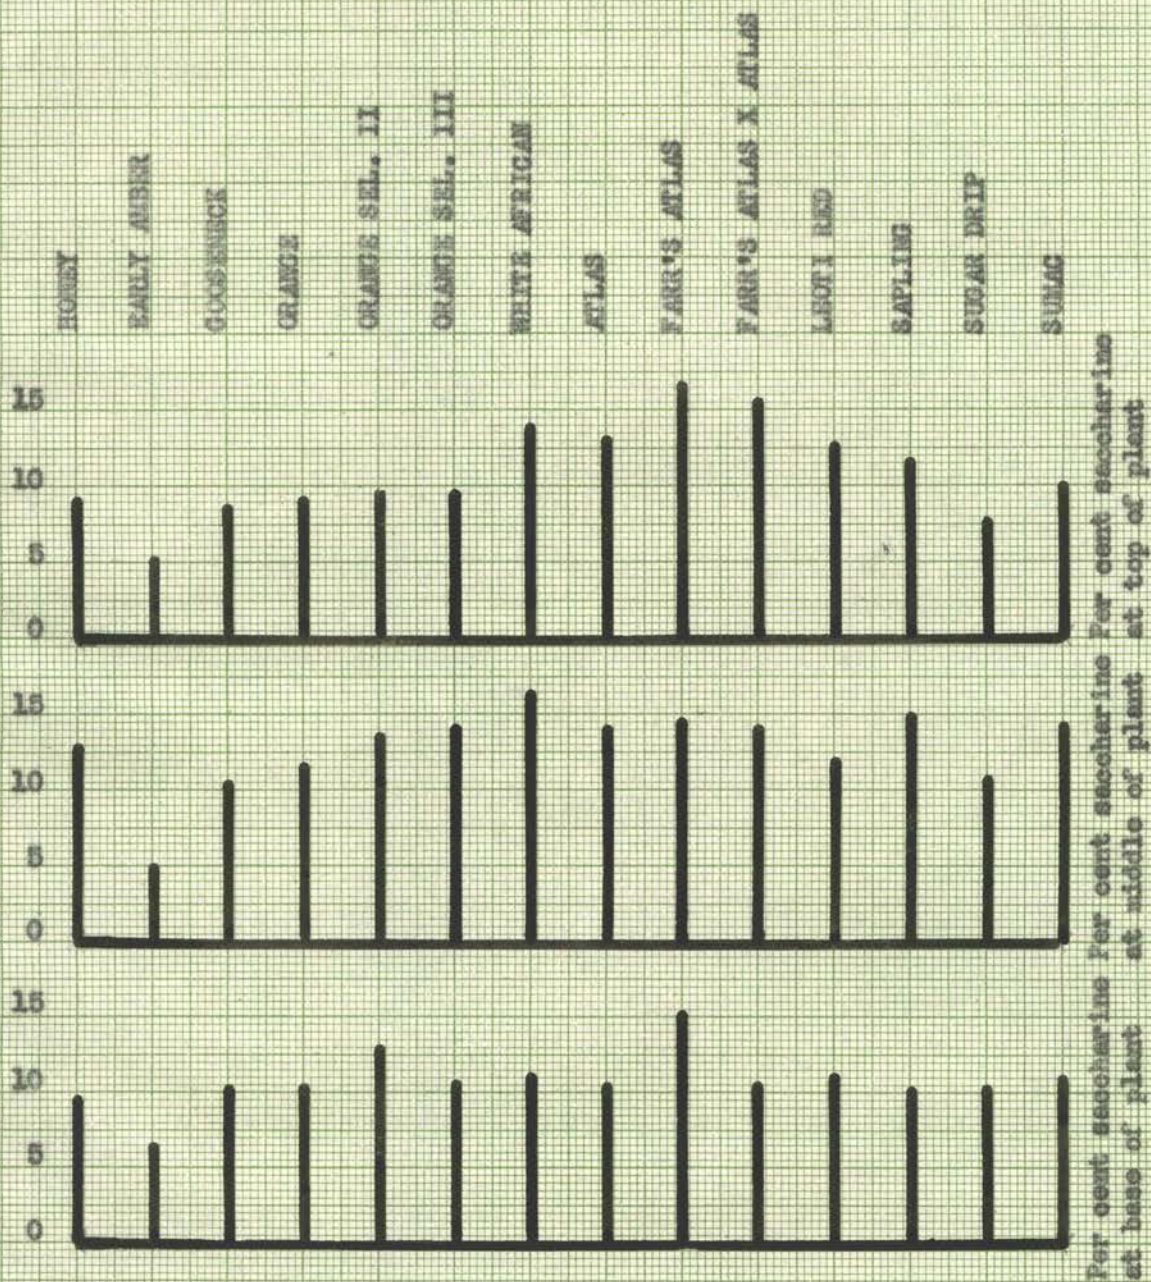 HONEY
EARLY AMBER
GOOSENECK
ORANGE
ORANGE SEL. II
ORANGE SEL. III
WHITE AFRICAN
ATLAS
FARR'S ATLAS
FARR'S ATLAS X ATLAS
LEOTI RED
SAPLING
SUGAR DRIP
SUMAC
15
10
5
0
Per cent saccharine
at top of plant
15
10
5
0
Per cent saccharine
at middle of plant
15
10
5
0
Per cent saccharine
at base of plant